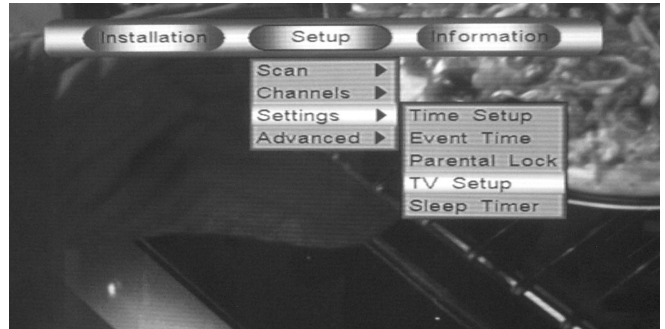 Installation Setup Information
Scan
Channels
Settings Time Setup
Advanced Event Time
Parental Lock
TV Setup
Sleep Timer